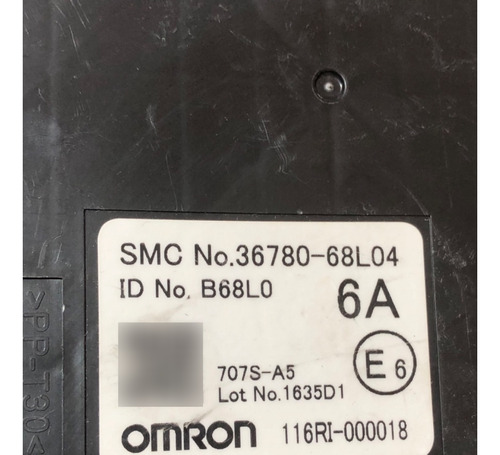 SMC No.36780-68L04
ID No. B68L0
6A
707S-A5
E6
Lot No.1635D1
omron 116RI-000018
>PP-T30<